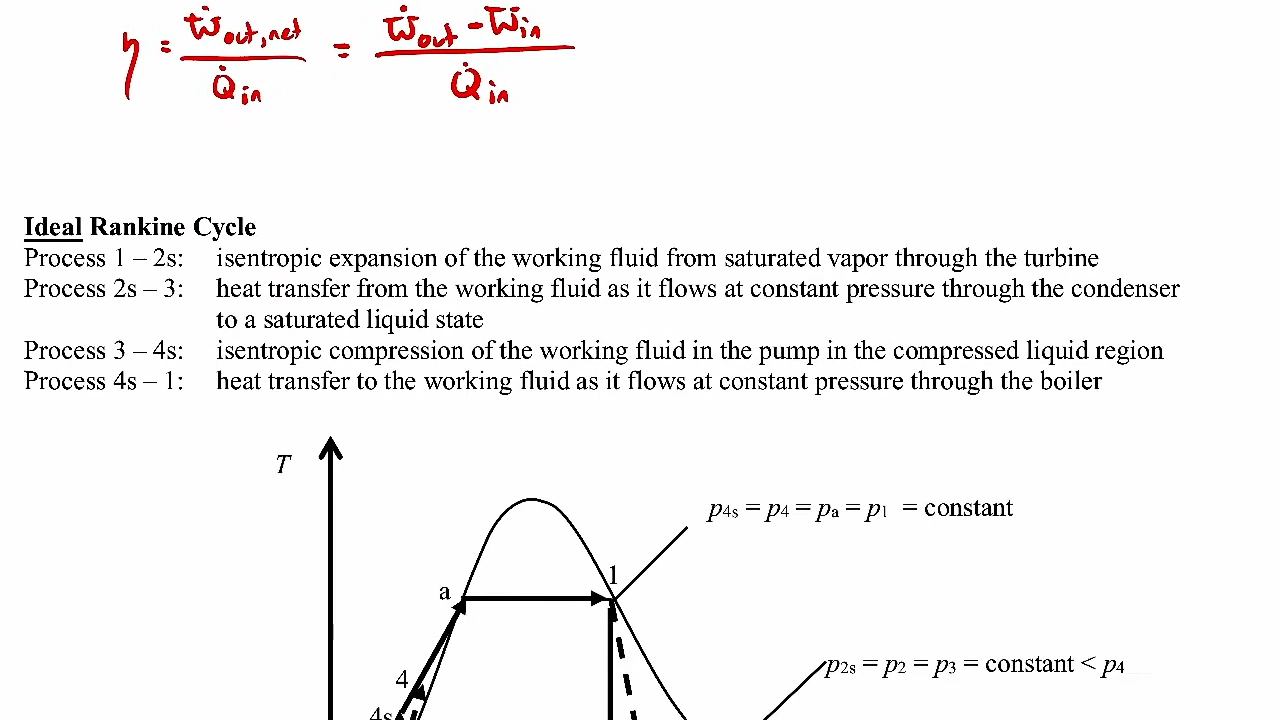 η = Ẇout,net / Q̇in = Ẇout - Ẇin / Q̇in
Ideal Rankine Cycle
Process 1 – 2s: isentropic expansion of the working fluid from saturated vapor through the turbine
Process 2s – 3: heat transfer from the working fluid as it flows at constant pressure through the condenser
to a saturated liquid state
Process 3 – 4s: isentropic compression of the working fluid in the pump in the compressed liquid region
Process 4s – 1: heat transfer to the working fluid as it flows at constant pressure through the boiler
T
p4s = p4 = pa = p1 = constant
1
a
p2s = p2 = p3 = constant < p4
4
4s